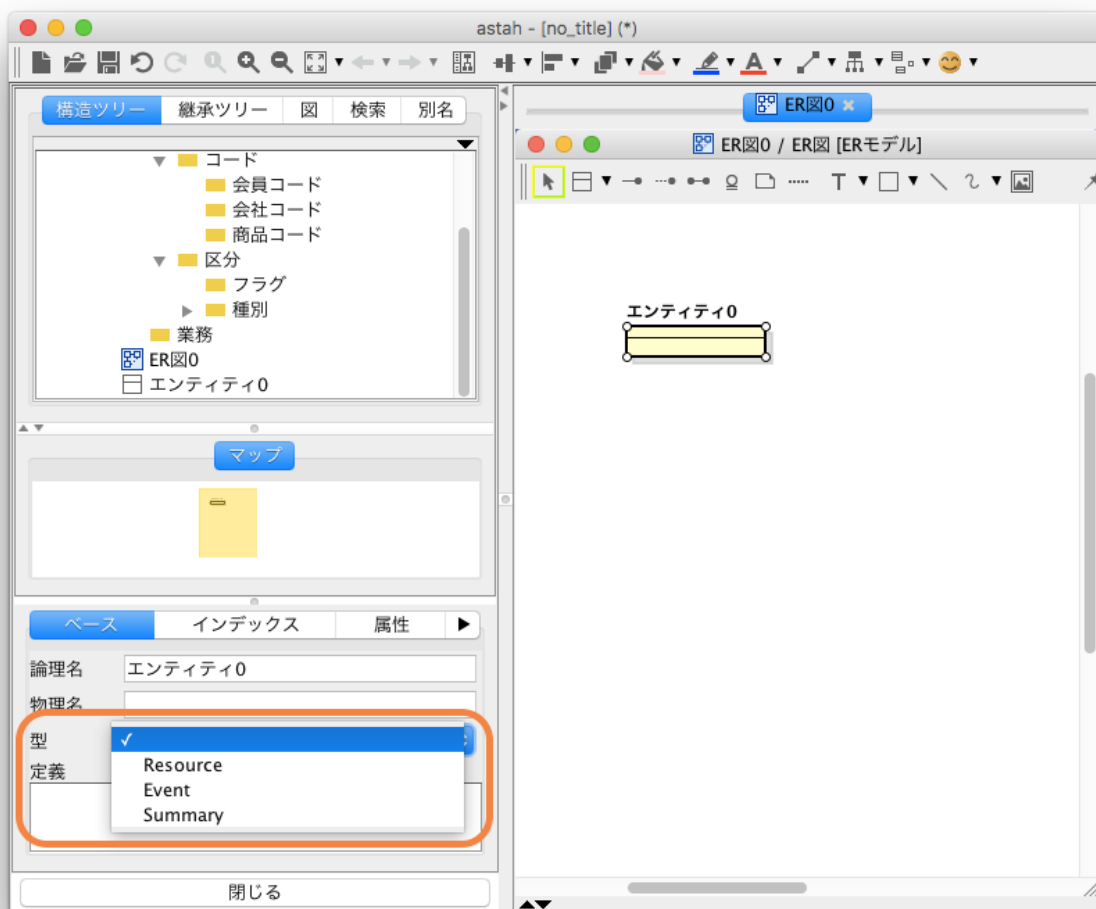 astah - [no_title] (*)
構造ツリー 継承ツリー 図 検索 別名
コード
会員コード
会社コード
商品コード
区分
フラグ
種別
業務
ER図0
エンティティ0
マップ
ベース インデックス 属性
論理名 エンティティ0
物理名
型
Resource
Event
Summary
定義
閉じる
ER図0
ER図0 / ER図 [ERモデル]
T
エンティティ0